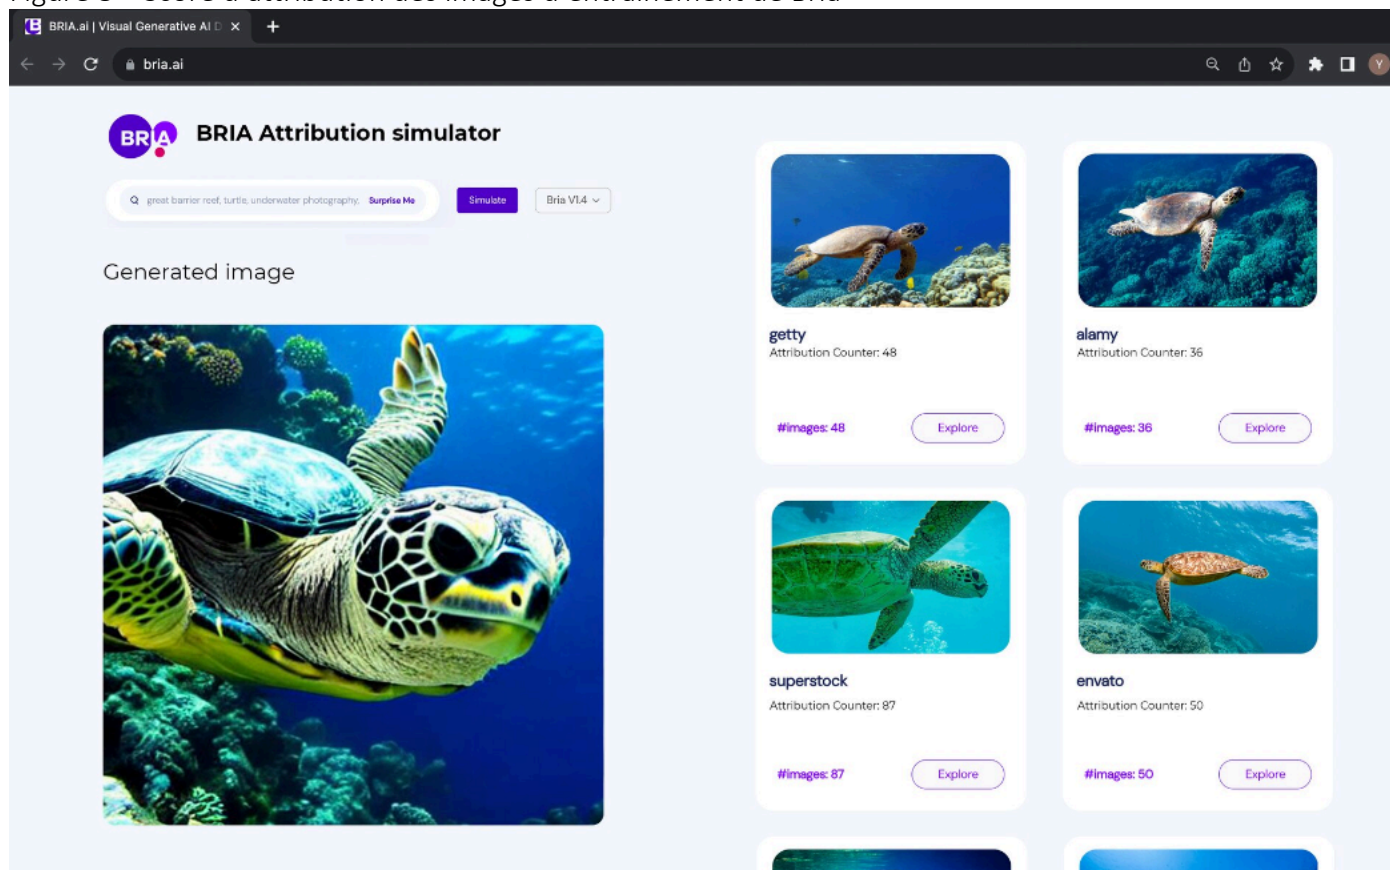 BRIA.ai | Visual Generative AI D
bria.ai
Y
BRIA
BRIA Attribution simulator
great barrier reef, turtle, underwater photography, Surprise Me
Simulate
Bria V1.4
Generated image
getty
Attribution Counter: 48
#images: 48
Explore
alamy
Attribution Counter: 36
#images: 36
Explore
superstock
Attribution Counter: 87
#images: 87
Explore
envato
Attribution Counter: 50
#images: 50
Explore